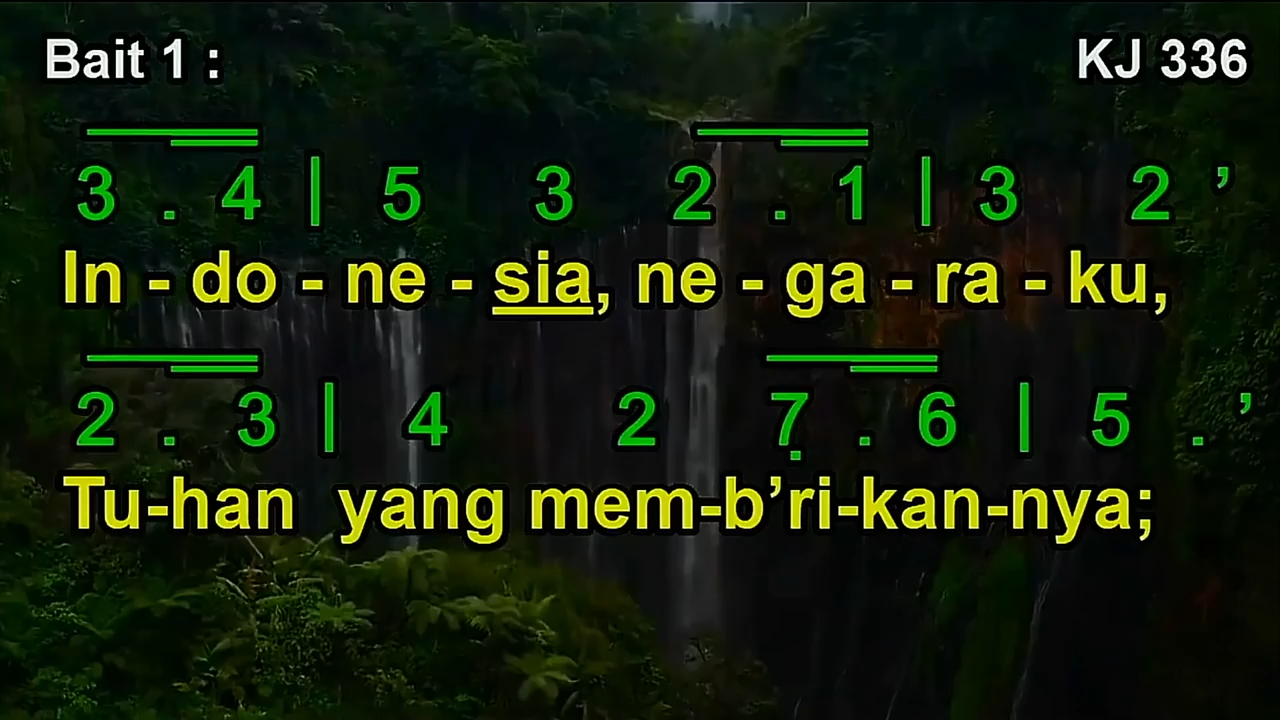 Bait 1 : KJ 336
3 . 4 | 5 3 2 . 1 | 3 2 ’
In - do - ne - sia, ne - ga - ra - ku,
2 . 3 | 4 2 7̣ . 6 | 5 . ’
Tu-han yang mem-b’ri-kan-nya;